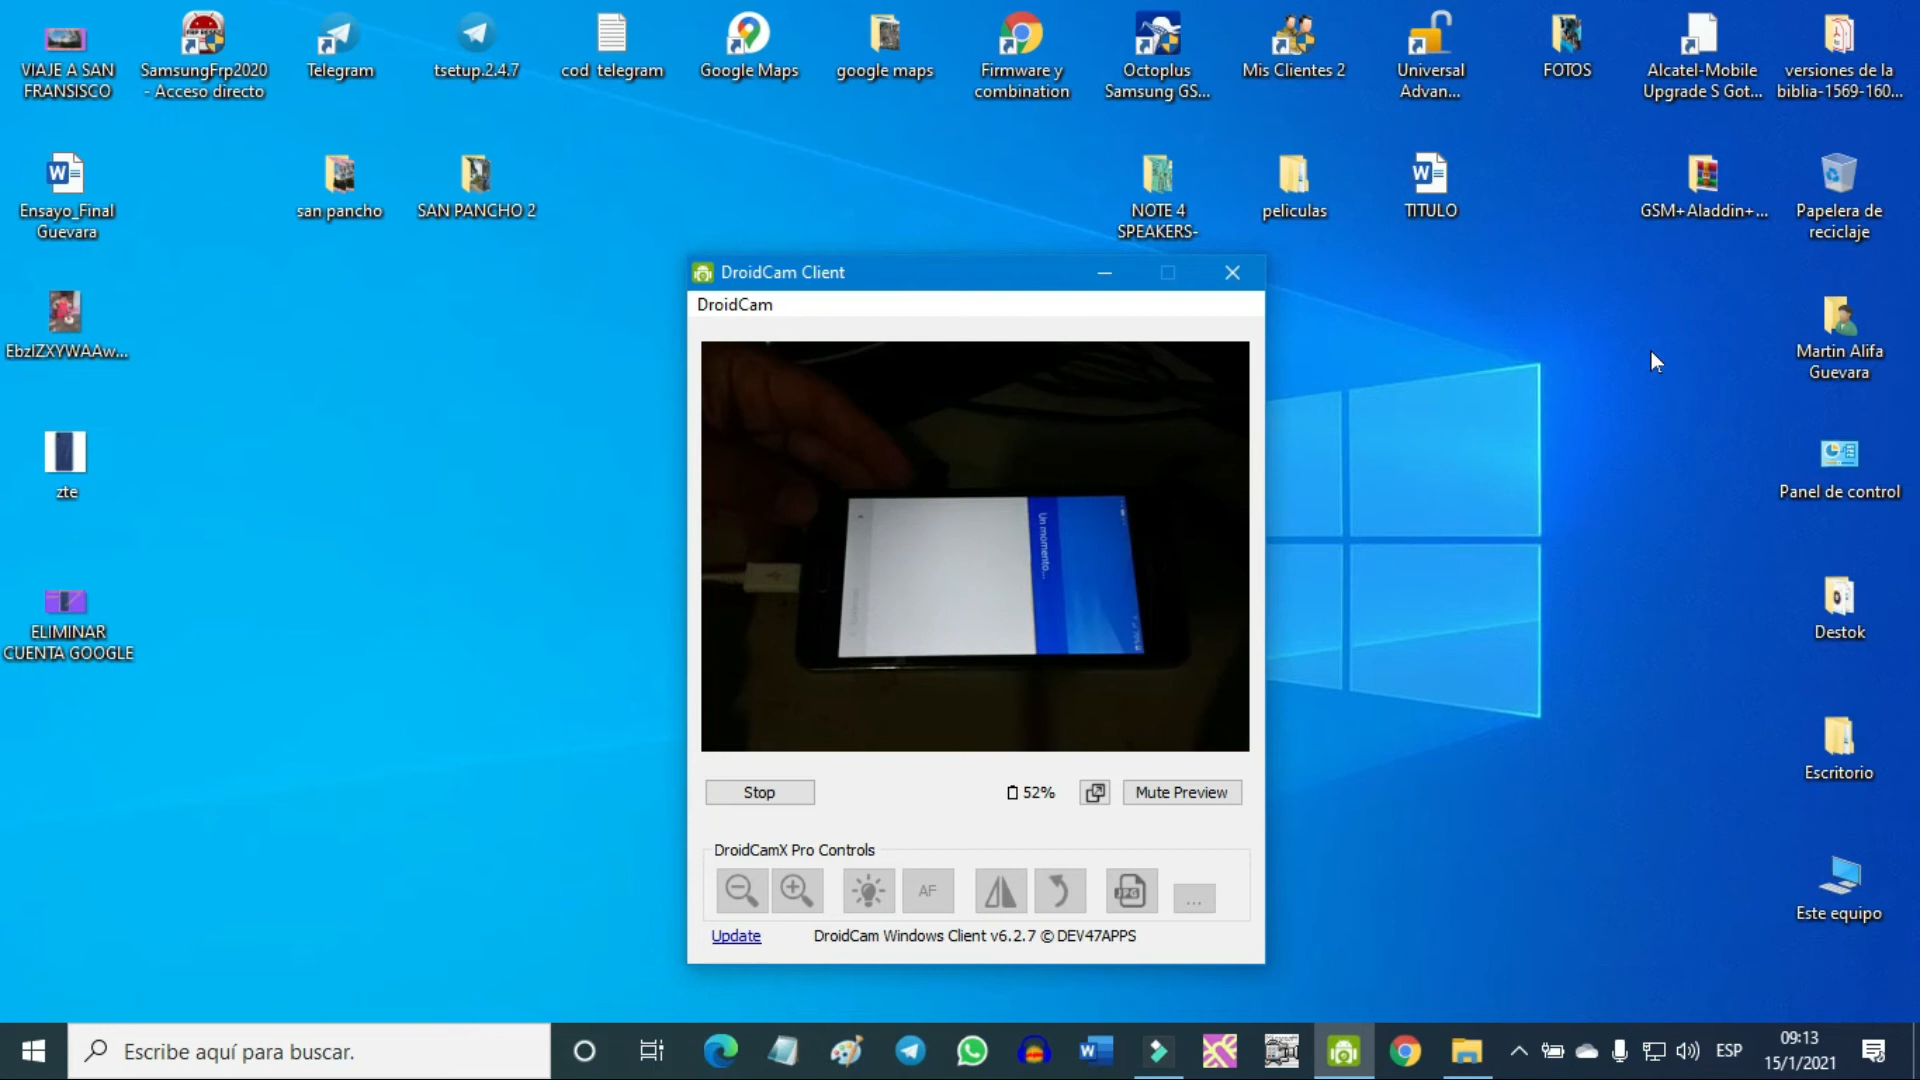 VIAJE A SAN
FRANSISCO
SamsungFrp2020
- Acceso directo
Telegram
tsetup.2.4.7
cod telegram
Google Maps
google maps
Firmware y
combination
Octoplus
Samsung GS...
Mis Clientes 2
Universal
Advan...
FOTOS
Alcatel-Mobile
Upgrade S Got...
versiones de la
biblia-1569-160...
Ensayo_Final
Guevara
san pancho
SAN PANCHO 2
NOTE 4
SPEAKERS-
peliculas
TITULO
GSM+Aladdin+...
Papelera de
reciclaje
DroidCam Client
DroidCam
EbzIZXYWAAw...
Martin Alifa
Guevara
zte
Panel de control
Un momento...
ELIMINAR
CUENTA GOOGLE
Destok
Escritorio
Stop
52%
Mute Preview
DroidCamX Pro Controls
AF
JPG
...
Update
DroidCam Windows Client v6.2.7 © DEV47APPS
Este equipo
Escribe aquí para buscar.
ESP
09:13
15/1/2021